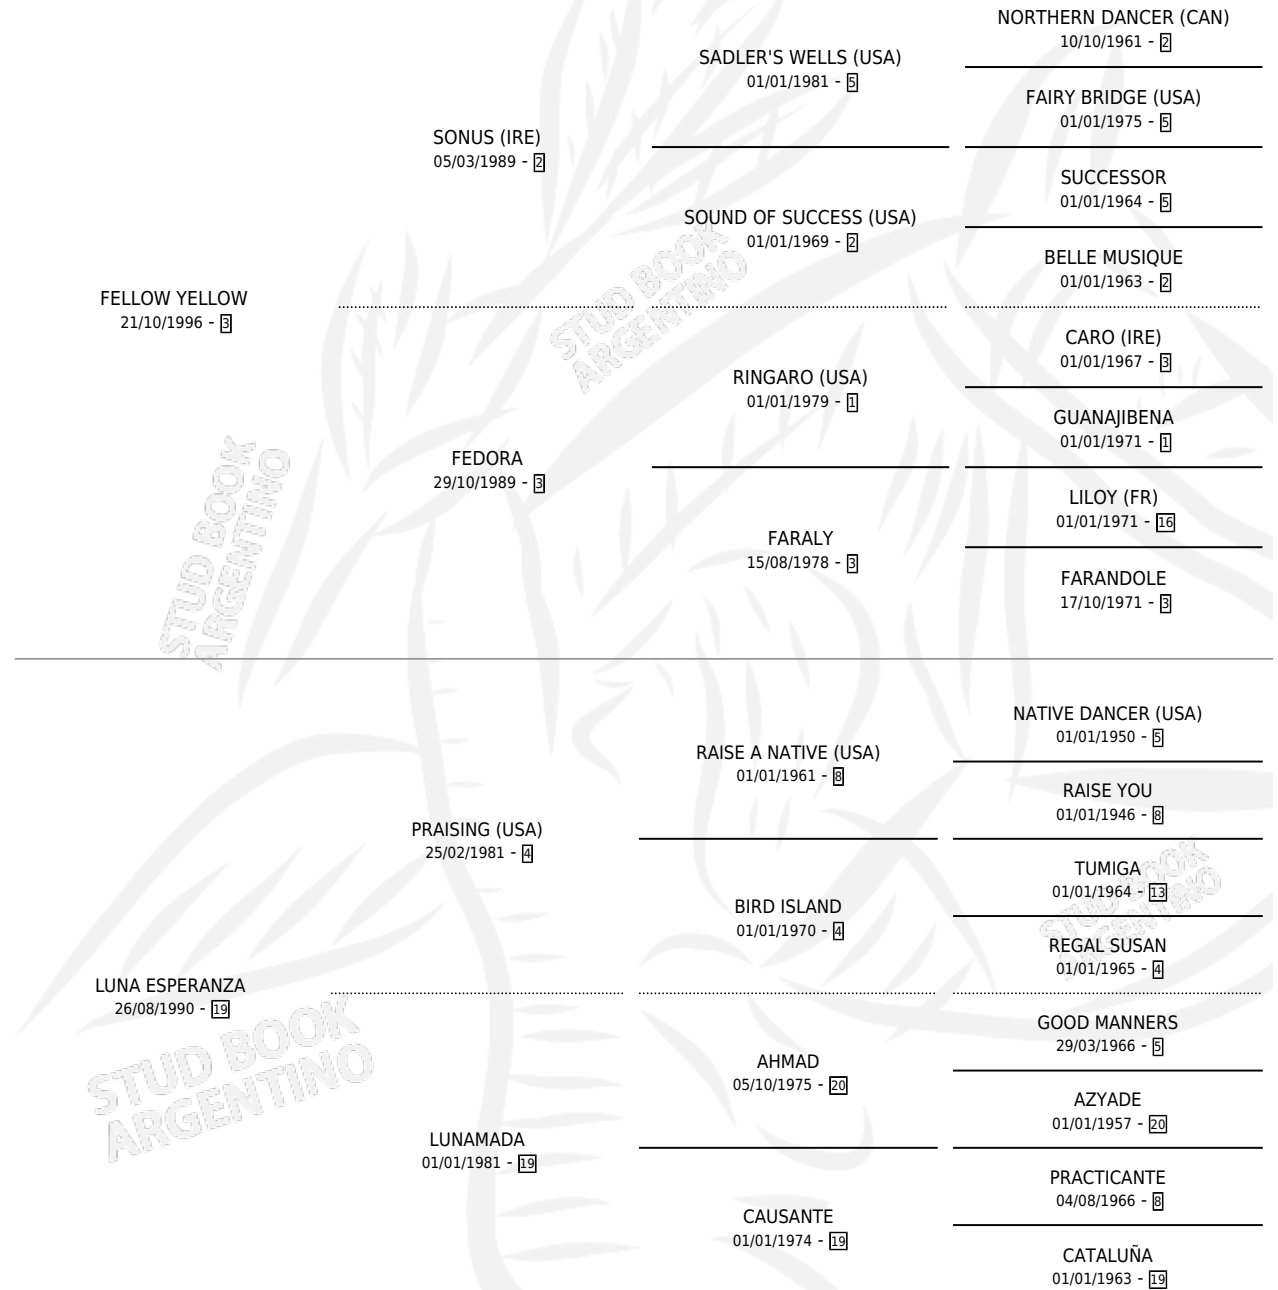 NORTHERN DANCER (CAN)
10/10/1961 - 2
SADLER'S WELLS (USA)
01/01/1981 - 5
FAIRY BRIDGE (USA)
01/01/1975 - 5
SONUS (IRE)
05/03/1989 - 2
SUCCESSOR
01/01/1964 - 5
SOUND OF SUCCESS (USA)
01/01/1969 - 2
BELLE MUSIQUE
01/01/1963 - 2
FELLOW YELLOW
21/10/1996 - 3
CARO (IRE)
01/01/1967 - 3
RINGARO (USA)
01/01/1979 - 1
GUANAJIBENA
01/01/1971 - 1
FEDORA
29/10/1989 - 3
LILOY (FR)
01/01/1971 - 16
FARALY
15/08/1978 - 3
FARANDOLE
17/10/1971 - 3
NATIVE DANCER (USA)
01/01/1950 - 5
RAISE A NATIVE (USA)
01/01/1961 - 8
RAISE YOU
01/01/1946 - 8
PRAISING (USA)
25/02/1981 - 4
TUMIGA
01/01/1964 - 13
BIRD ISLAND
01/01/1970 - 4
REGAL SUSAN
01/01/1965 - 4
LUNA ESPERANZA
26/08/1990 - 19
GOOD MANNERS
29/03/1966 - 5
AHMAD
05/10/1975 - 20
AZYADE
01/01/1957 - 20
LUNAMADA
01/01/1981 - 19
PRACTICANTE
04/08/1966 - 8
CAUSANTE
01/01/1974 - 19
CATALUÑA
01/01/1963 - 19
STUD BOOK
ARGENTINO
STUD BOOK
ARGENTINO
STUD BOOK
ARGENTINO
STUD BOOK
ARGENTINO